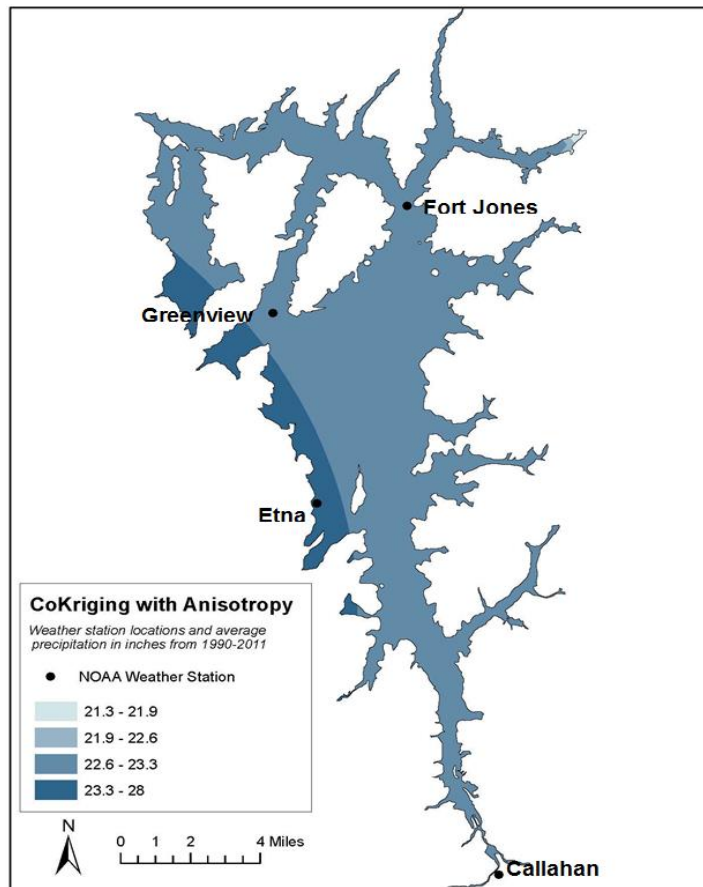 Fort Jones
Greenview
Etna
CoKriging with Anisotropy
Weather station locations and average
precipitation in inches from 1990-2011
NOAA Weather Station
21.3 - 21.9
21.9 - 22.6
22.6 - 23.3
23.3 - 28
N
0 1 2 4 Miles
Callahan